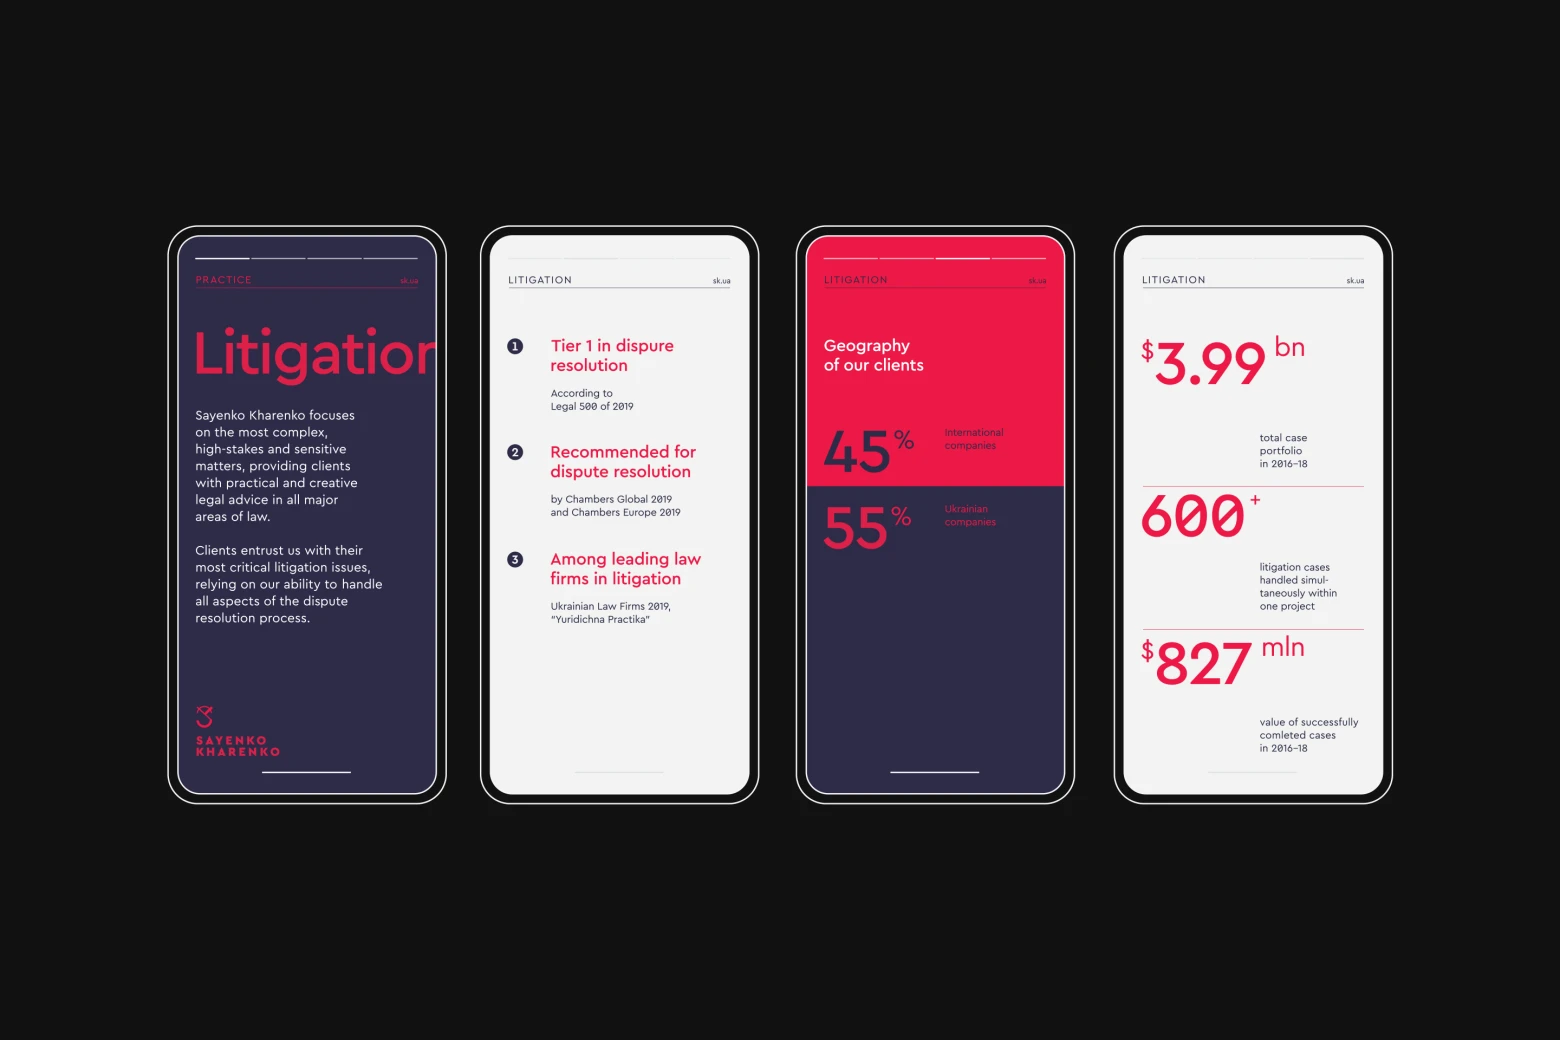 PRACTICE sk.ua
Litigation
Sayenko Kharenko focuses
on the most complex,
high-stakes and sensitive
matters, providing clients
with practical and creative
legal advice in all major
areas of law.
Clients entrust us with their
most critical litigation issues,
relying on our ability to handle
all aspects of the dispute
resolution process.
SAYENKO
KHARENKO
LITIGATION sk.ua
1 Tier 1 in dispure
resolution
According to
Legal 500 of 2019
2 Recommended for
dispute resolution
by Chambers Global 2019
and Chambers Europe 2019
3 Among leading law
firms in litigation
Ukrainian Law Firms 2019,
"Yuridichna Praktika"
LITIGATION sk.ua
Geography
of our clients
45% International
companies
55% Ukrainian
companies
LITIGATION sk.ua
$3.99 bn
total case
portfolio
in 2016–18
600+
litigation cases
handled simul-
taneously within
one project
$827 mln
value of successfully
comleted cases
in 2016–18